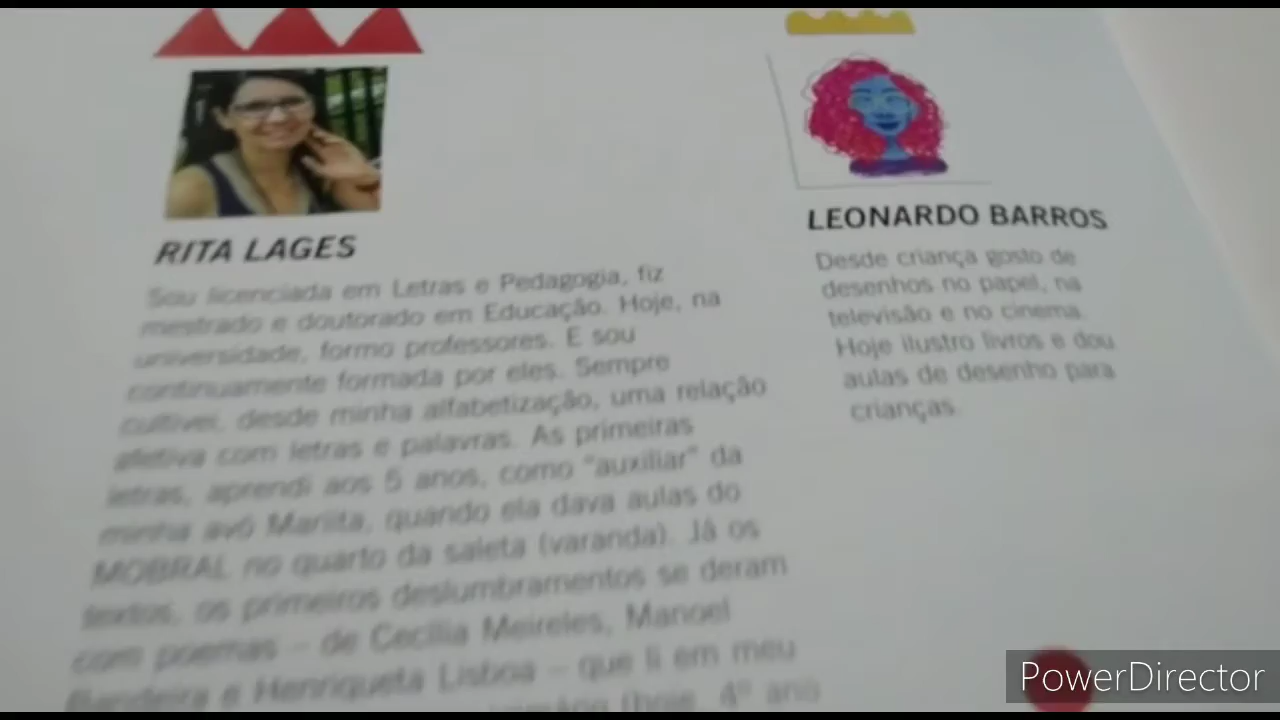 RITA LAGES
Sou licenciada em Letras e Pedagogia, fiz
mestrado e doutorado em Educação. Hoje, na
universidade, formo professores. E sou
continuamente formada por eles. Sempre
cultivei, desde minha alfabetização, uma relação
afetiva com letras e palavras. As primeiras
letras, aprendi aos 5 anos, como "auxiliar" da
minha avó Mariita, quando ela dava aulas do
MOBRAL no quarto da saleta (varanda). Já os
textos, os primeiros deslumbramentos se deram
com poemas – de Cecília Meireles, Manoel
Bandeira e Henriqueta Lisboa – que li em meu
(hoje, 4º ano
LEONARDO BARROS
Desde criança gosto de
desenhos no papel, na
televisão e no cinema.
Hoje ilustro livros e dou
aulas de desenho para
crianças.
PowerDirector